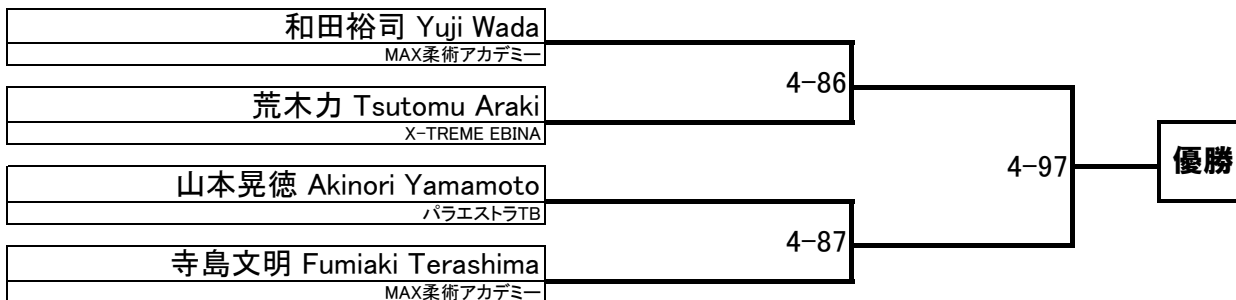 和田裕司 Yuji Wada
MAX柔術アカデミー
4-86
荒木力 Tsutomu Araki
X-TREME EBINA
4-97
優勝
山本晃徳 Akinori Yamamoto
パラエストラTB
4-87
寺島文明 Fumiaki Terashima
MAX柔術アカデミー